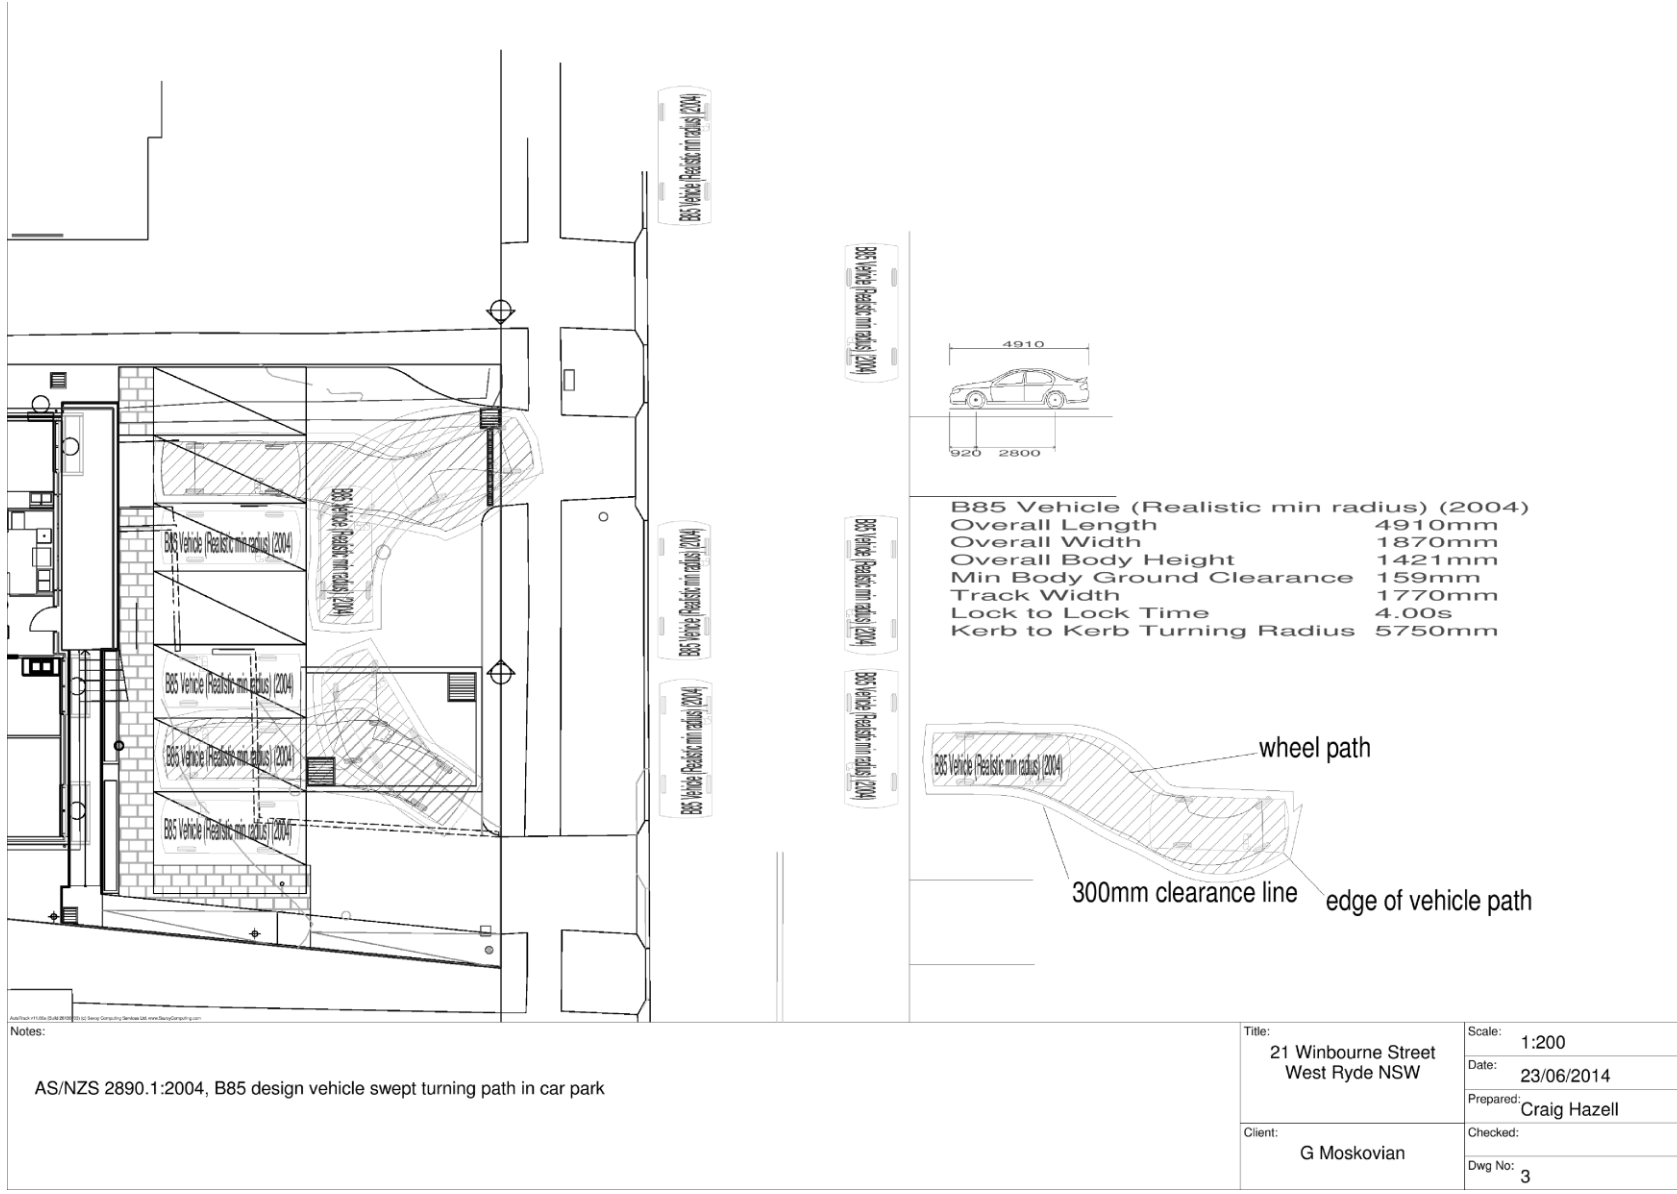 B85 Vehicle (Realistic min radius) (2004)
B85 Vehicle (Realistic min radius) (2004)
4910
920 2800
B85 Vehicle (Realistic min radius) (2004)
Overall Length 4910mm
Overall Width 1870mm
Overall Body Height 1421mm
Min Body Ground Clearance 159mm
Track Width 1770mm
Lock to Lock Time 4.00s
Kerb to Kerb Turning Radius 5750mm
B85 Vehicle (Realistic min radius) (2004)
B85 Vehicle (Realistic min radius) (2004)
B85 Vehicle (Realistic min radius) (2004)
B85 Vehicle (Realistic min radius) (2004)
B85 Vehicle (Realistic min radius) (2004)
B85 Vehicle (Realistic min radius) (2004)
B85 Vehicle (Realistic min radius) (2004)
B85 Vehicle (Realistic min radius) (2004)
B85 Vehicle (Realistic min radius) (2004)
B85 Vehicle (Realistic min radius) (2004)
wheel path
300mm clearance line
edge of vehicle path
Notes:
AS/NZS 2890.1:2004, B85 design vehicle swept turning path in car park
Title:
21 Winbourne Street
West Ryde NSW
Client:
G Moskovian
Scale: 1:200
Date: 23/06/2014
Prepared: Craig Hazell
Checked:
Dwg No: 3